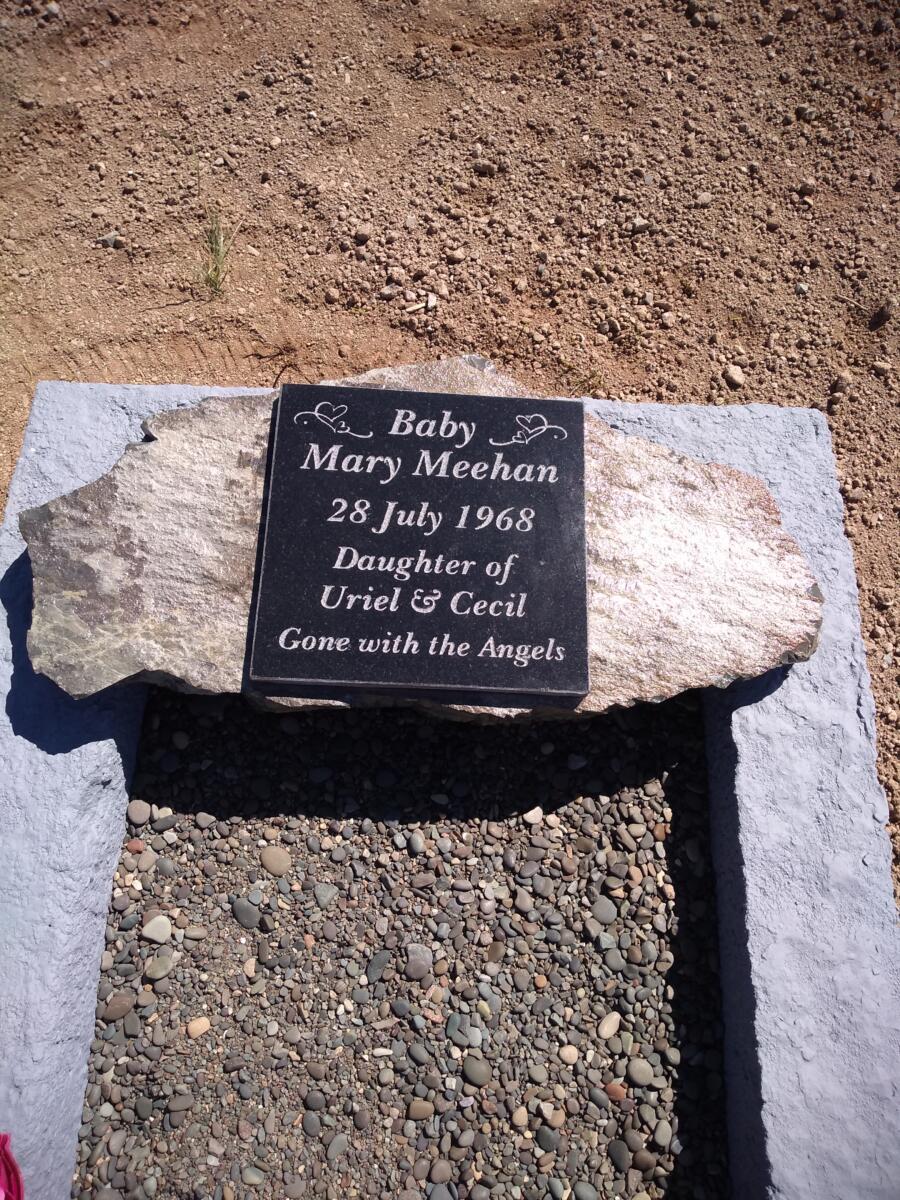 Baby
Mary Meehan
28 July 1968
Daughter of
Uriel & Cecil
Gone with the Angels